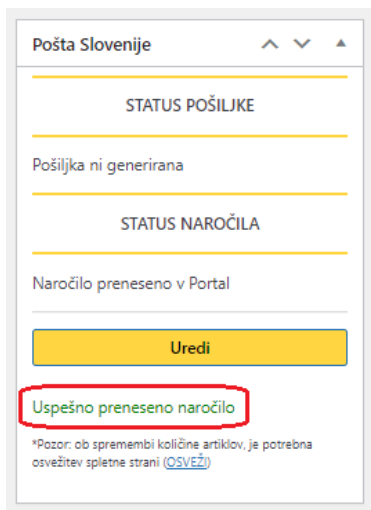 Pošta Slovenije
STATUS POŠILJKE
Pošiljka ni generirana
STATUS NAROČILA
Naročilo preneseno v Portal
Uredi
Uspešno preneseno naročilo
*Pozor: ob spremembi količine artiklov, je potrebna
osvežitev spletne strani (OSVEŽI)